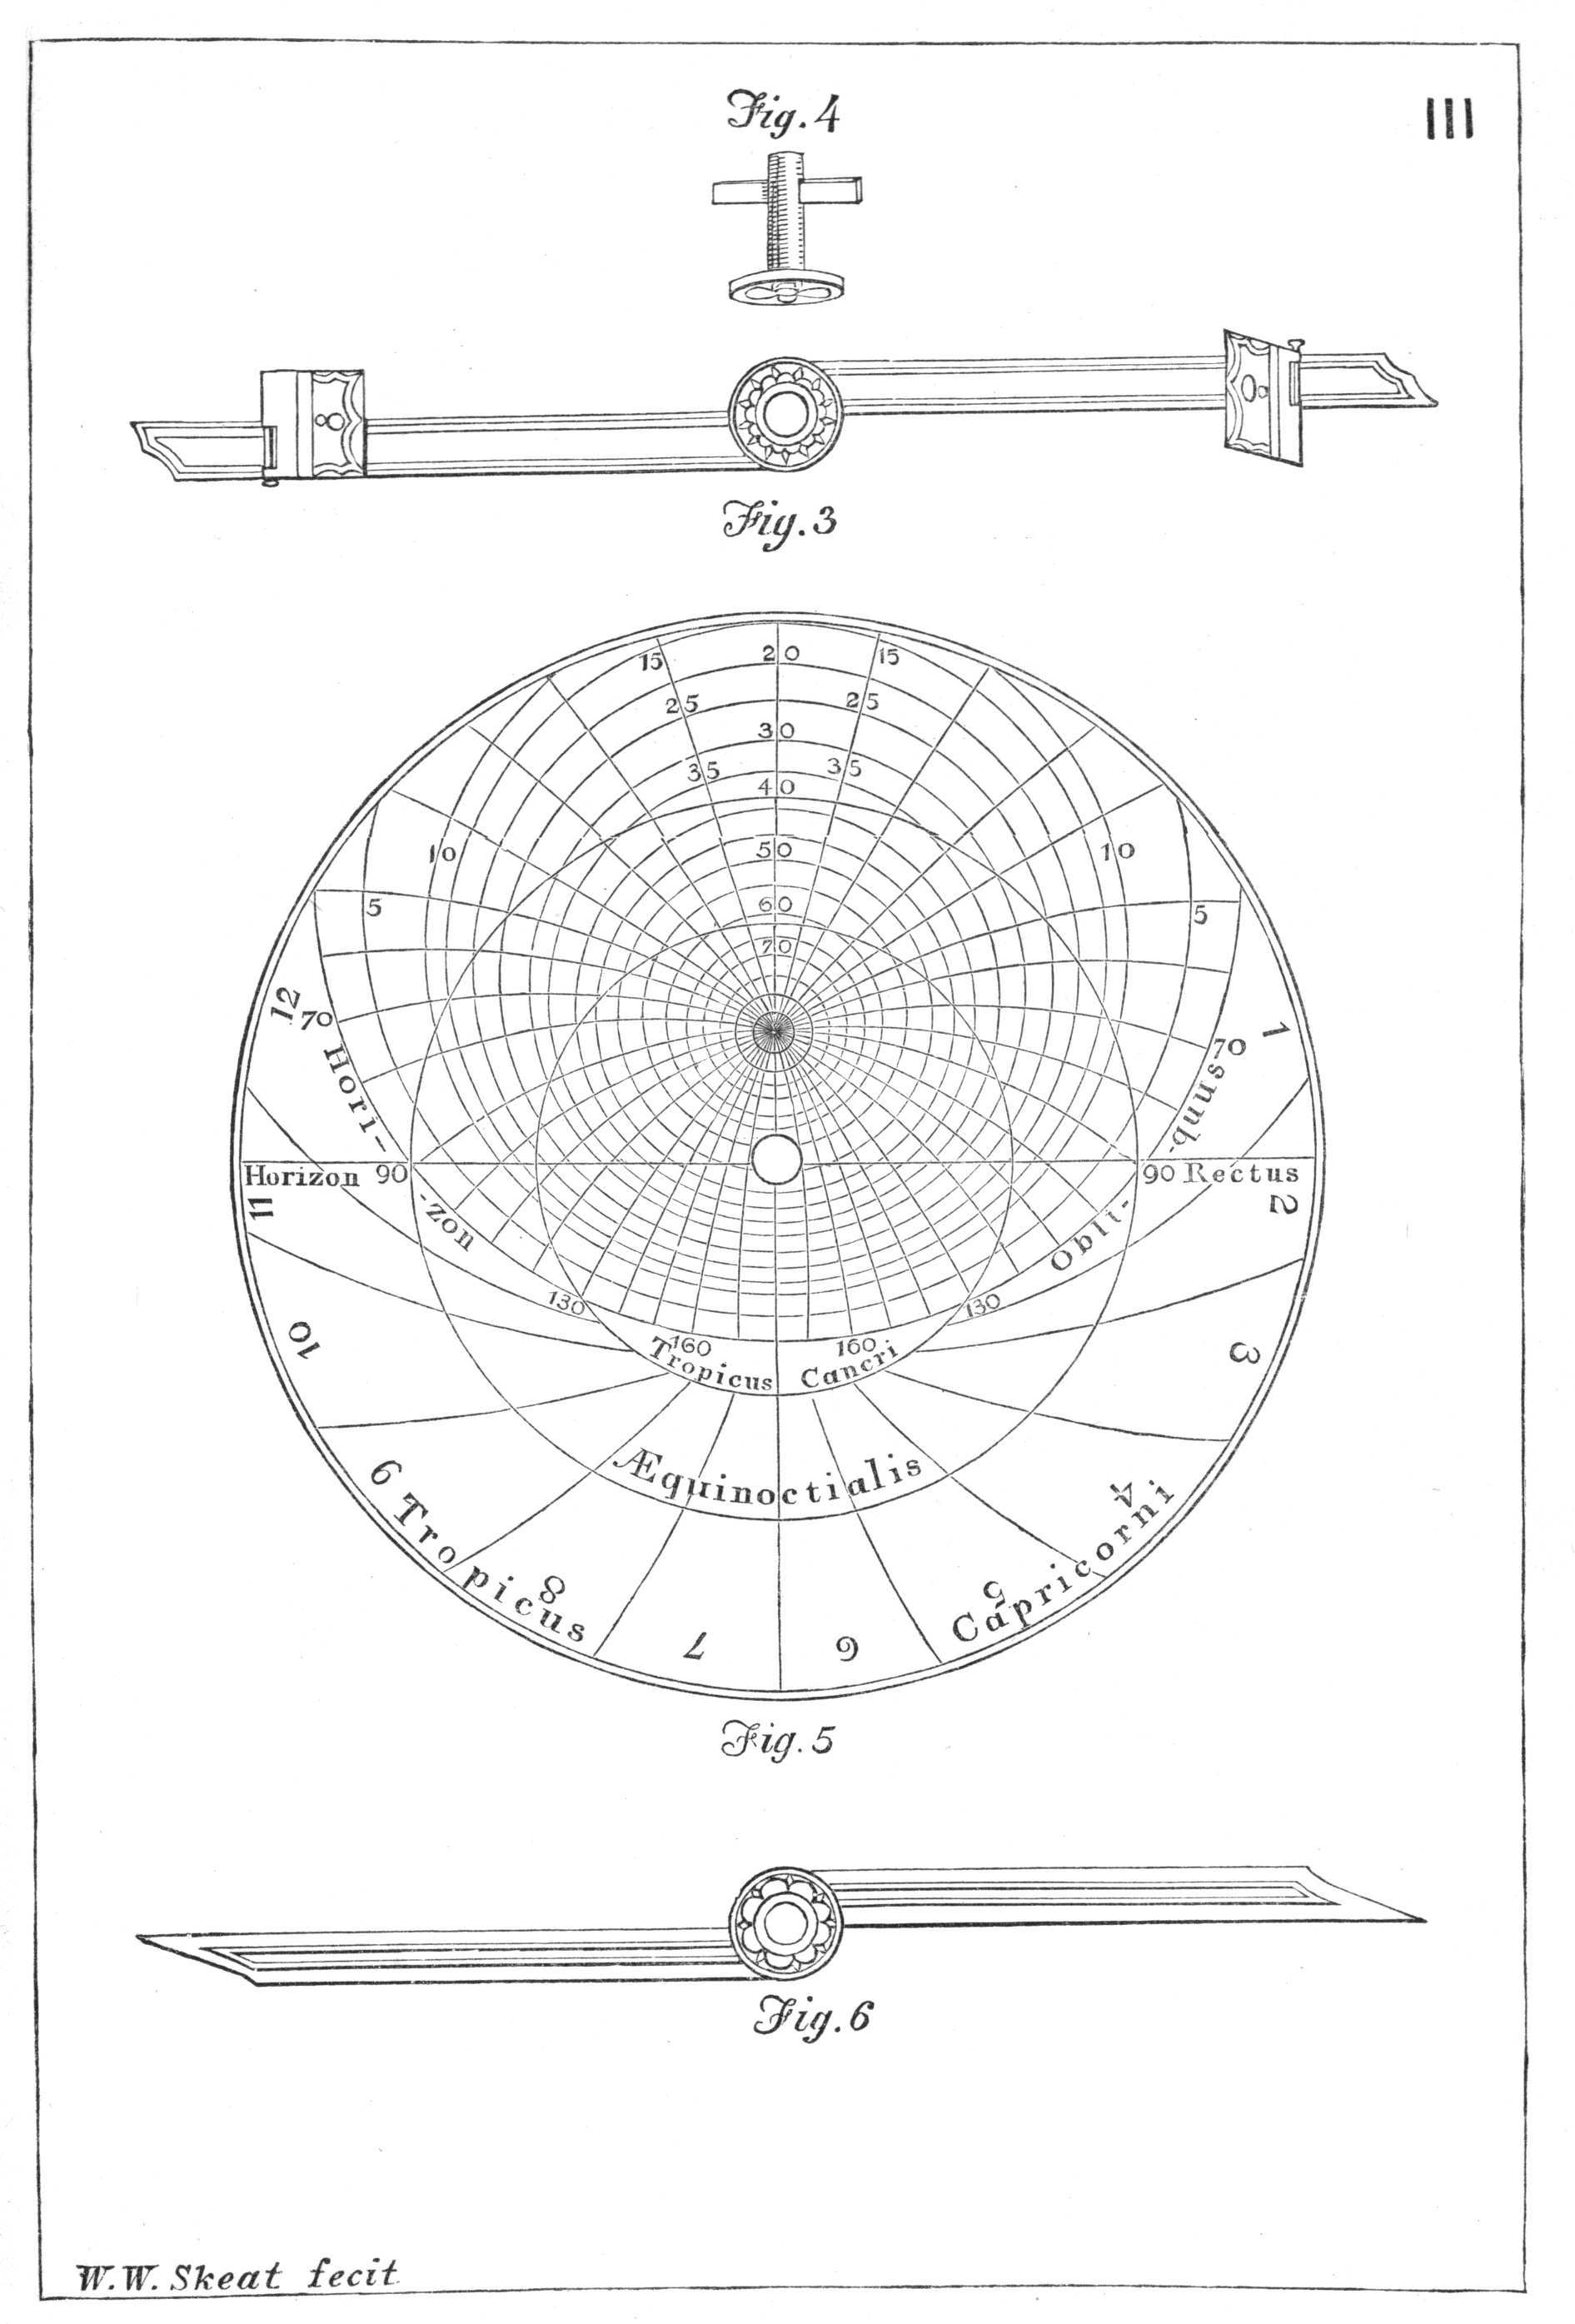 Fig. 4
III
Fig. 3
15 20 15
25 25
30
35 35
40
10 50 10
5 60 5
70
12 70 70 1
Hori- -quus
Horizon 90 90 Rectus
11 -zon Obli- 2
130 130
10 160 160 3
Tropicus Cancri
Æquinoctialis
9 4
Tropicus Capricorni
8 5
7 6
Fig. 5
Fig. 6
W. W. Skeat fecit